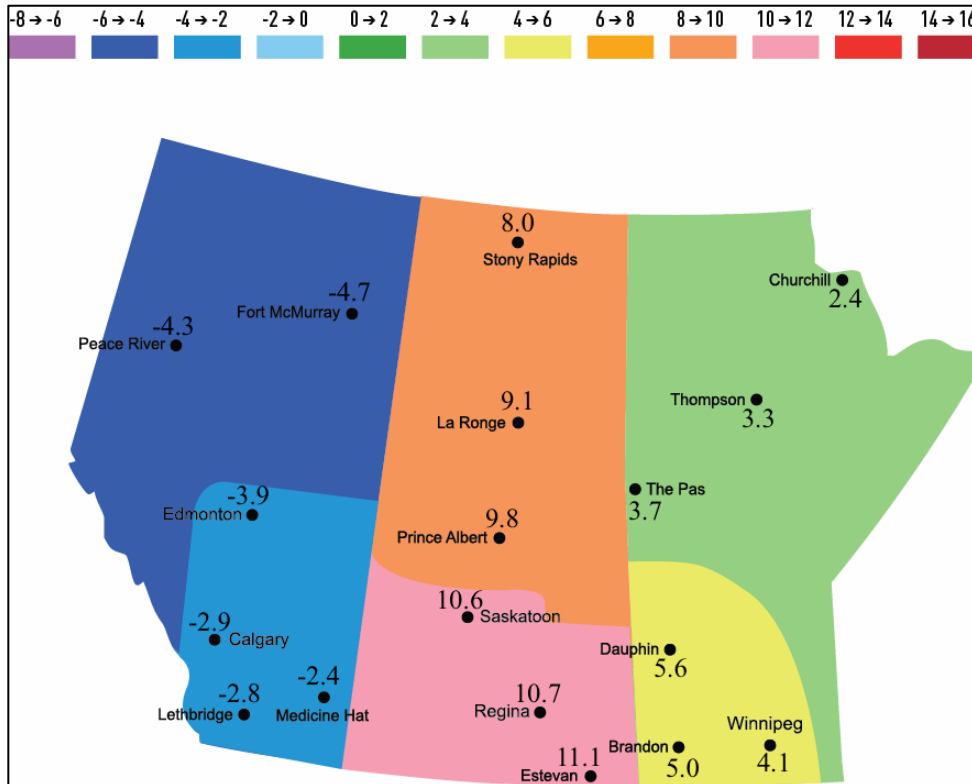 -8 → -6 -6 → -4 -4 → -2 -2 → 0 0 → 2 2 → 4 4 → 6 6 → 8 8 → 10 10 → 12 12 → 14 14 → 16
8.0
Stony Rapids
Churchill
2.4
-4.7
Fort McMurray
-4.3
Peace River
9.1
La Ronge
Thompson
3.3
-3.9
Edmonton
The Pas
3.7
9.8
Prince Albert
10.6
Saskatoon
-2.9
Calgary
Dauphin
5.6
-2.8
Lethbridge
-2.4
Medicine Hat
10.7
Regina
Winnipeg
4.1
Brandon
5.0
11.1
Estevan